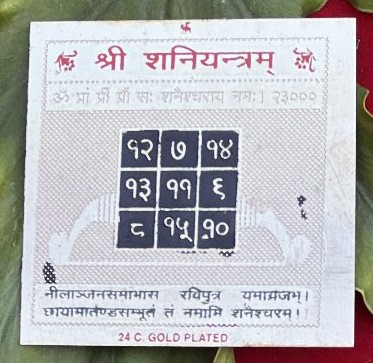 श्री शनियन्त्रम्
ॐ प्रां प्रीं प्रौं सः शनैश्चराय नमः। २३०००
१२ ७ १४
१३ ११ ६
८ १५ १०
नीलाञ्जनसमाभास रविपुत्र यमाग्रजम्।
छायामार्तण्डसम्भूतं तं नमामि शनैश्चरम्।।
24 C. GOLD PLATED